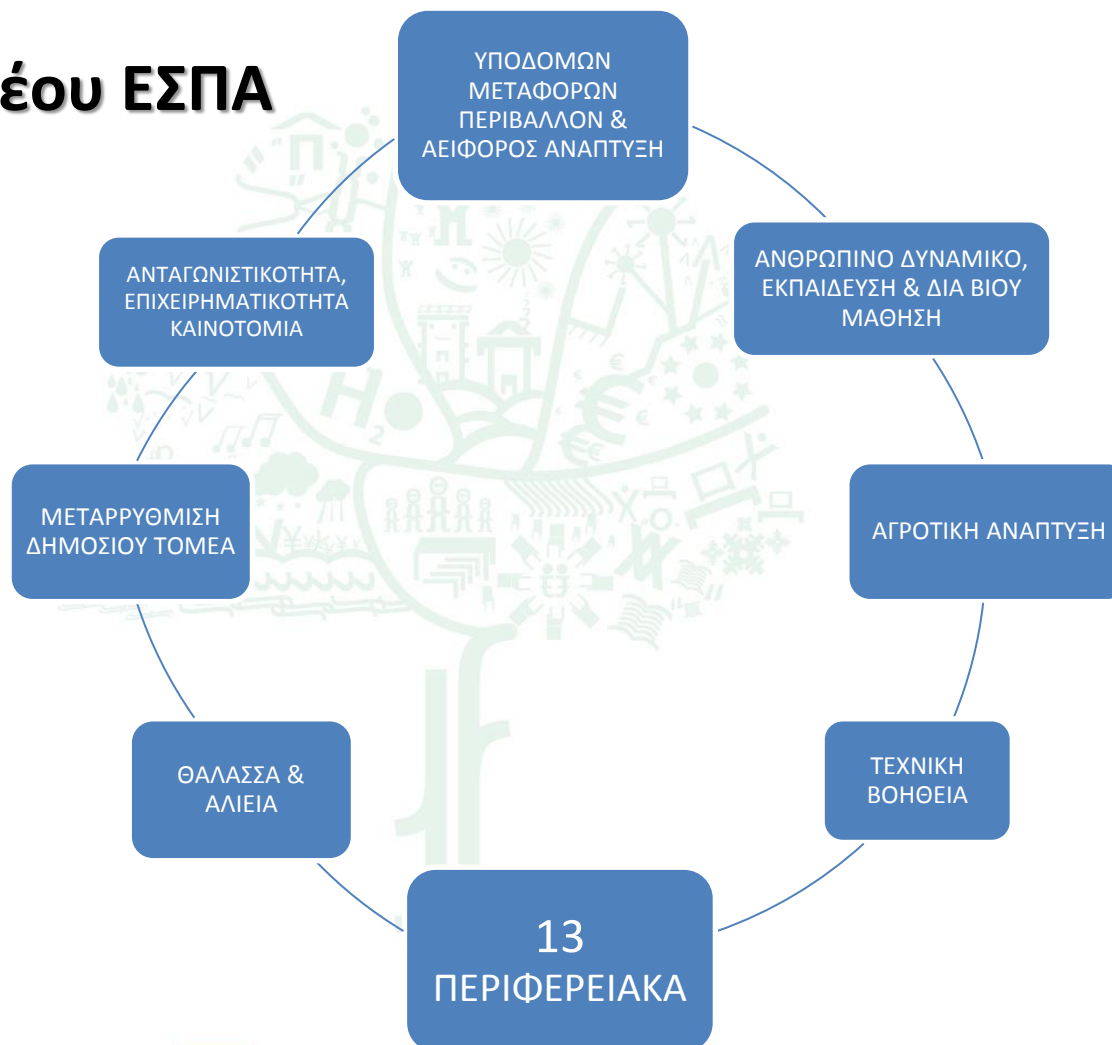 έου ΕΣΠΑ
ΥΠΟΔΟΜΩΝ
ΜΕΤΑΦΟΡΩΝ
ΠΕΡΙΒΑΛΛΟΝ &
ΑΕΙΦΟΡΟΣ ΑΝΑΠΤΥΞΗ
ΑΝΘΡΩΠΙΝΟ ΔΥΝΑΜΙΚΟ,
ΕΚΠΑΙΔΕΥΣΗ & ΔΙΑ ΒΙΟΥ
ΜΑΘΗΣΗ
ΑΓΡΟΤΙΚΗ ΑΝΑΠΤΥΞΗ
ΤΕΧΝΙΚΗ
ΒΟΗΘΕΙΑ
13
ΠΕΡΙΦΕΡΕΙΑΚΑ
ΘΑΛΑΣΣΑ &
ΑΛΙΕΙΑ
ΜΕΤΑΡΡΥΘΜΙΣΗ
ΔΗΜΟΣΙΟΥ ΤΟΜΕΑ
ΑΝΤΑΓΩΝΙΣΤΙΚΟΤΗΤΑ,
ΕΠΙΧΕΙΡΗΜΑΤΙΚΟΤΗΤΑ
ΚΑΙΝΟΤΟΜΙΑ
H
2